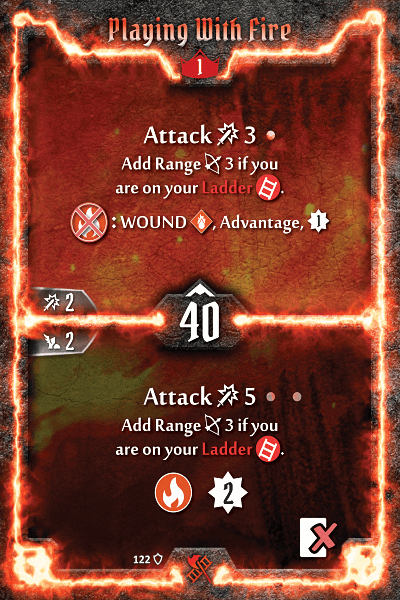 Playing With Fire
1
Attack 3
Add Range 3 if you
are on your Ladder.
: WOUND, Advantage, 1
2
40
2
Attack 5
Add Range 3 if you
are on your Ladder.
2
122